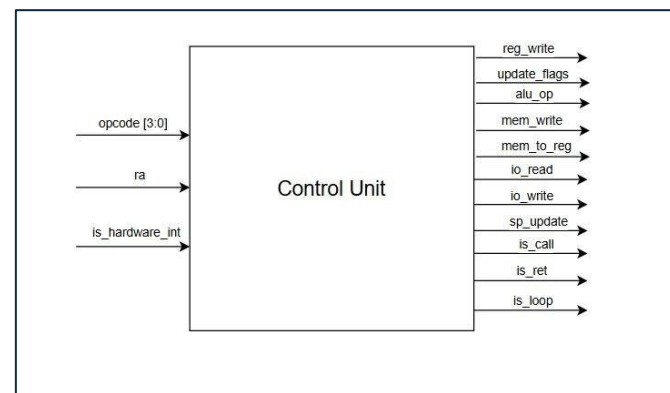 opcode [3:0]
ra
is_hardware_int
Control Unit
reg_write
update_flags
alu_op
mem_write
mem_to_reg
io_read
io_write
sp_update
is_call
is_ret
is_loop